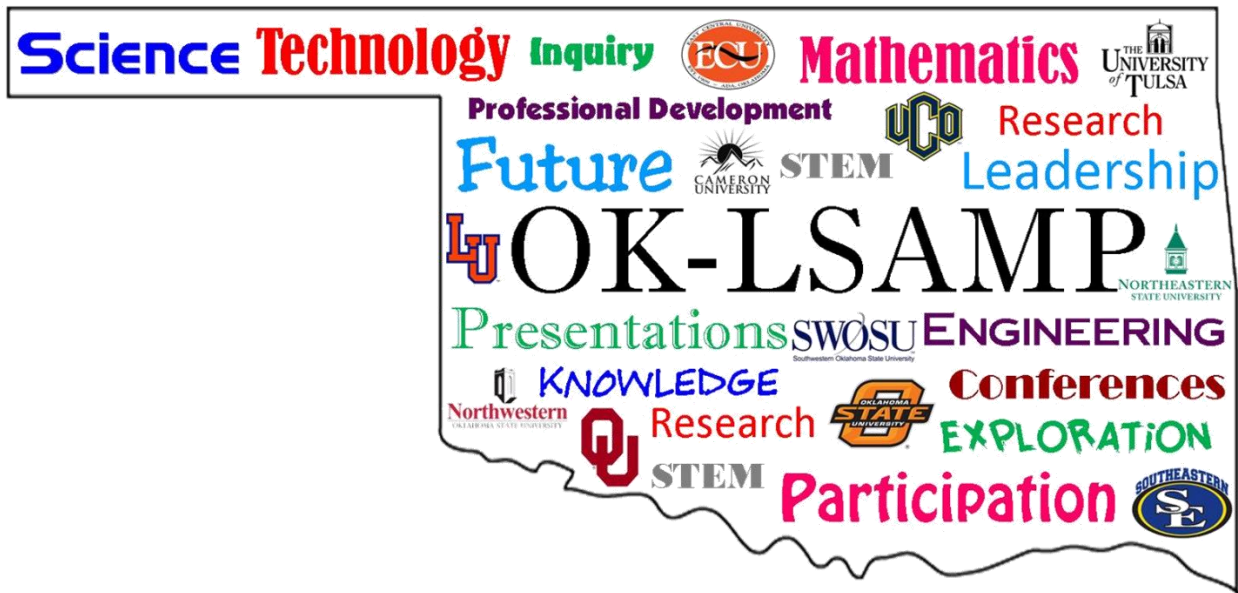 Science Technology Inquiry ECU Mathematics THE UNIVERSITY of TULSA
EAST CENTRAL UNIVERSITY
ADA, OKLAHOMA
Professional Development UCO Research
Future CAMERON UNIVERSITY STEM Leadership
LU OK-LSAMP NORTHEASTERN STATE UNIVERSITY
Presentations SWOSU ENGINEERING
Southwestern Oklahoma State University
KNOWLEDGE Conferences
Northwestern OKLAHOMA STATE UNIVERSITY
OU Research OKLAHOMA STATE UNIVERSITY EXPLORATiON
STEM Participation SOUTHEASTERN SE